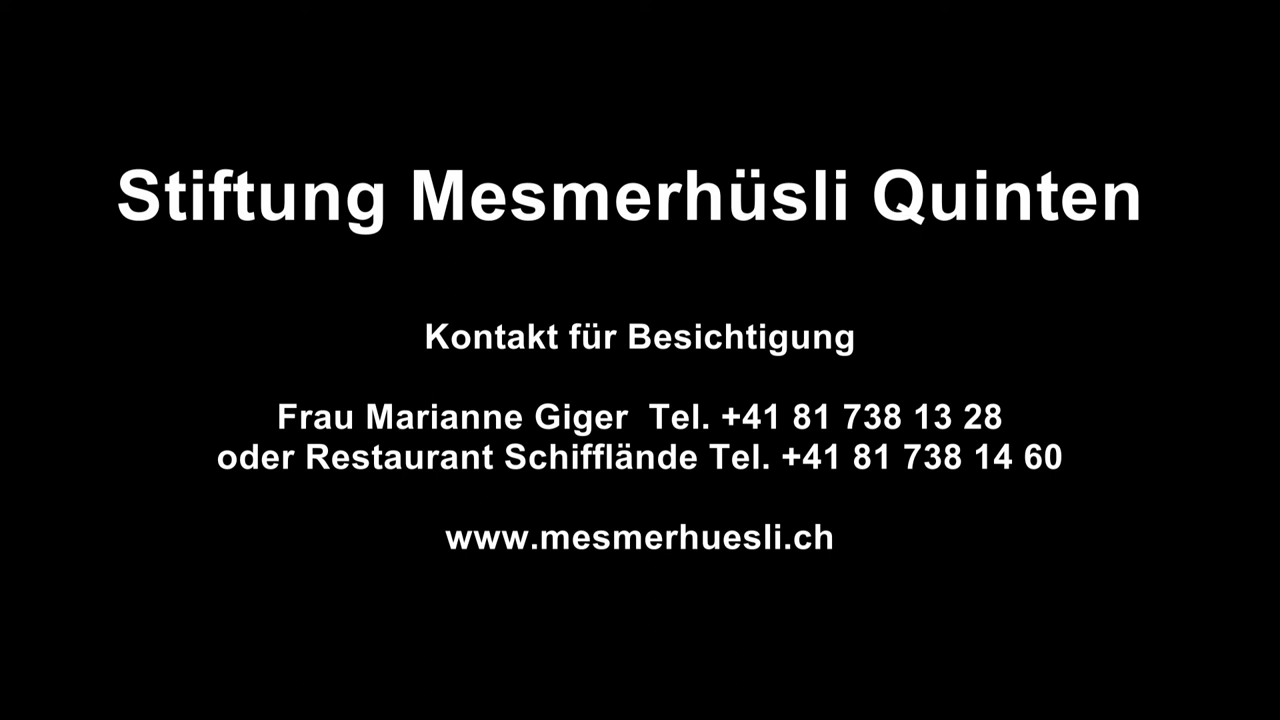 Stiftung Mesmerhüsli Quinten
Kontakt für Besichtigung
Frau Marianne Giger  Tel. +41 81 738 13 28
oder Restaurant Schifflände Tel. +41 81 738 14 60
www.mesmerhuesli.ch